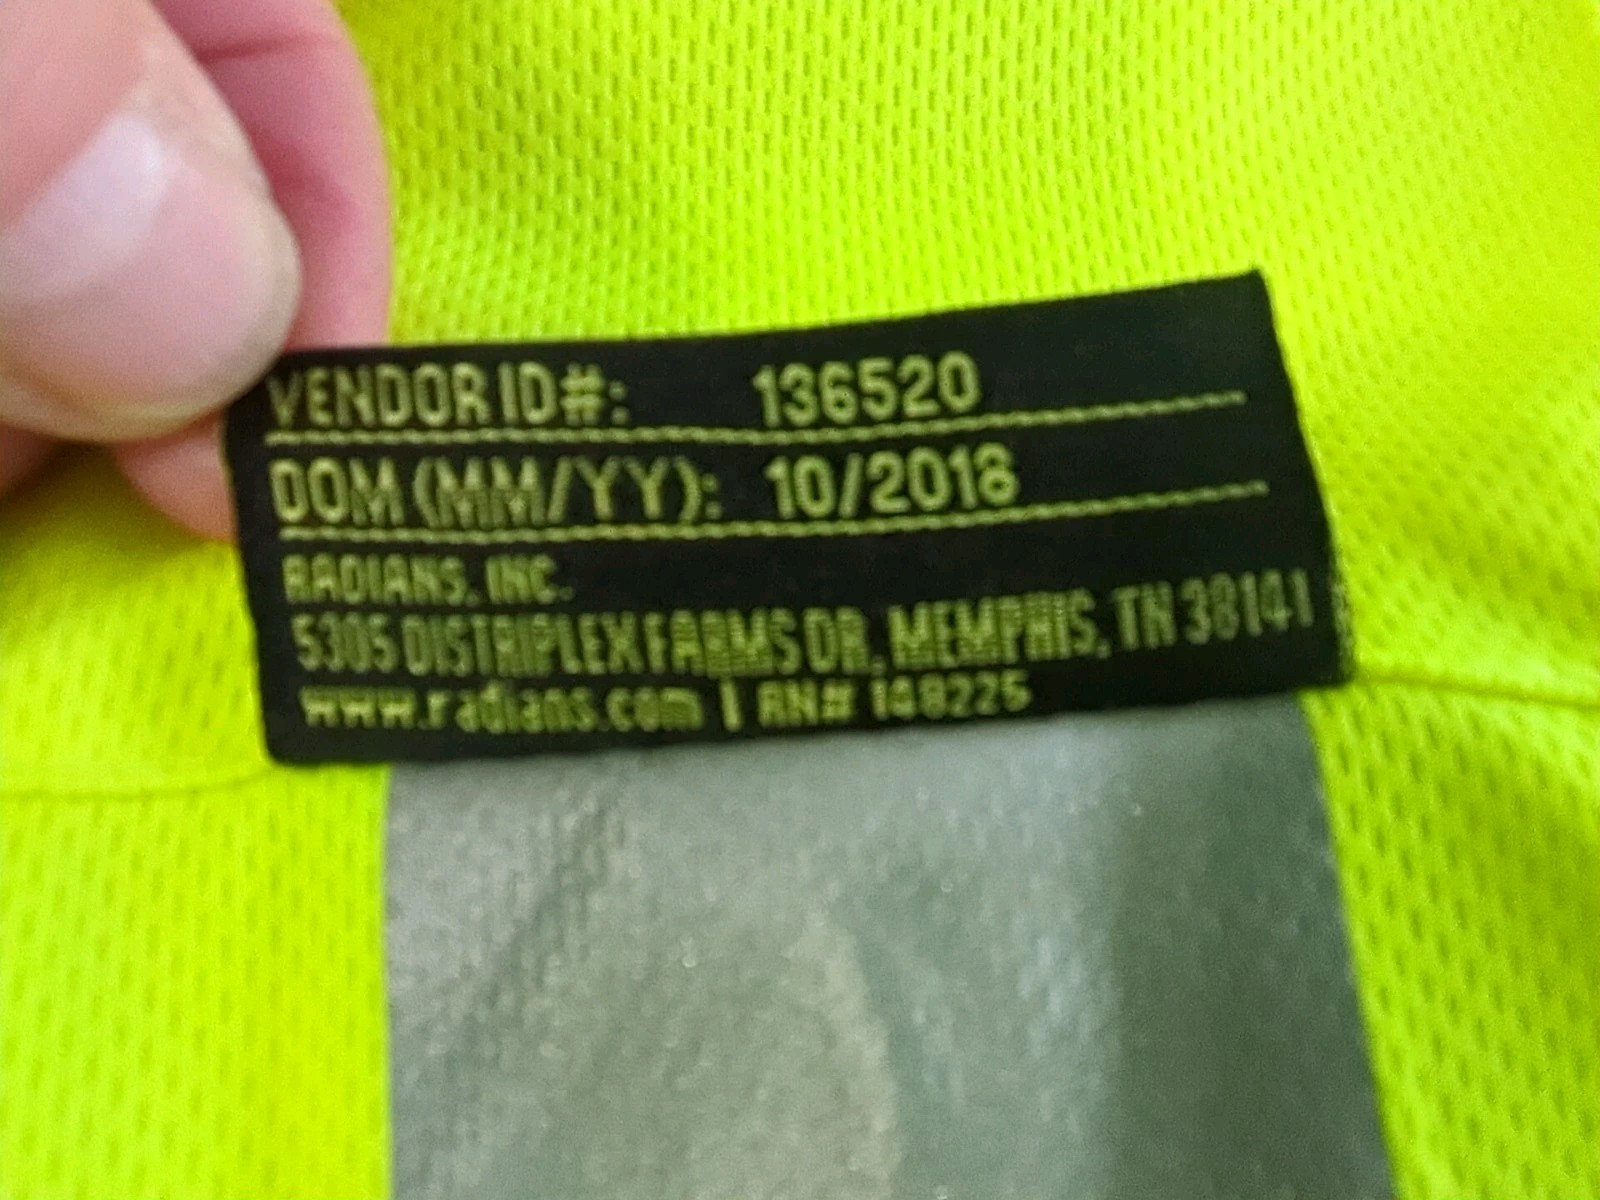 VENDOR ID#: 136520
DOM (MM/YY): 10/2018
RADIANS, INC.
5305 DISTRIPLEX FARMS DR, MEMPHIS, TN 38141
www.radians.com | RN# 148225